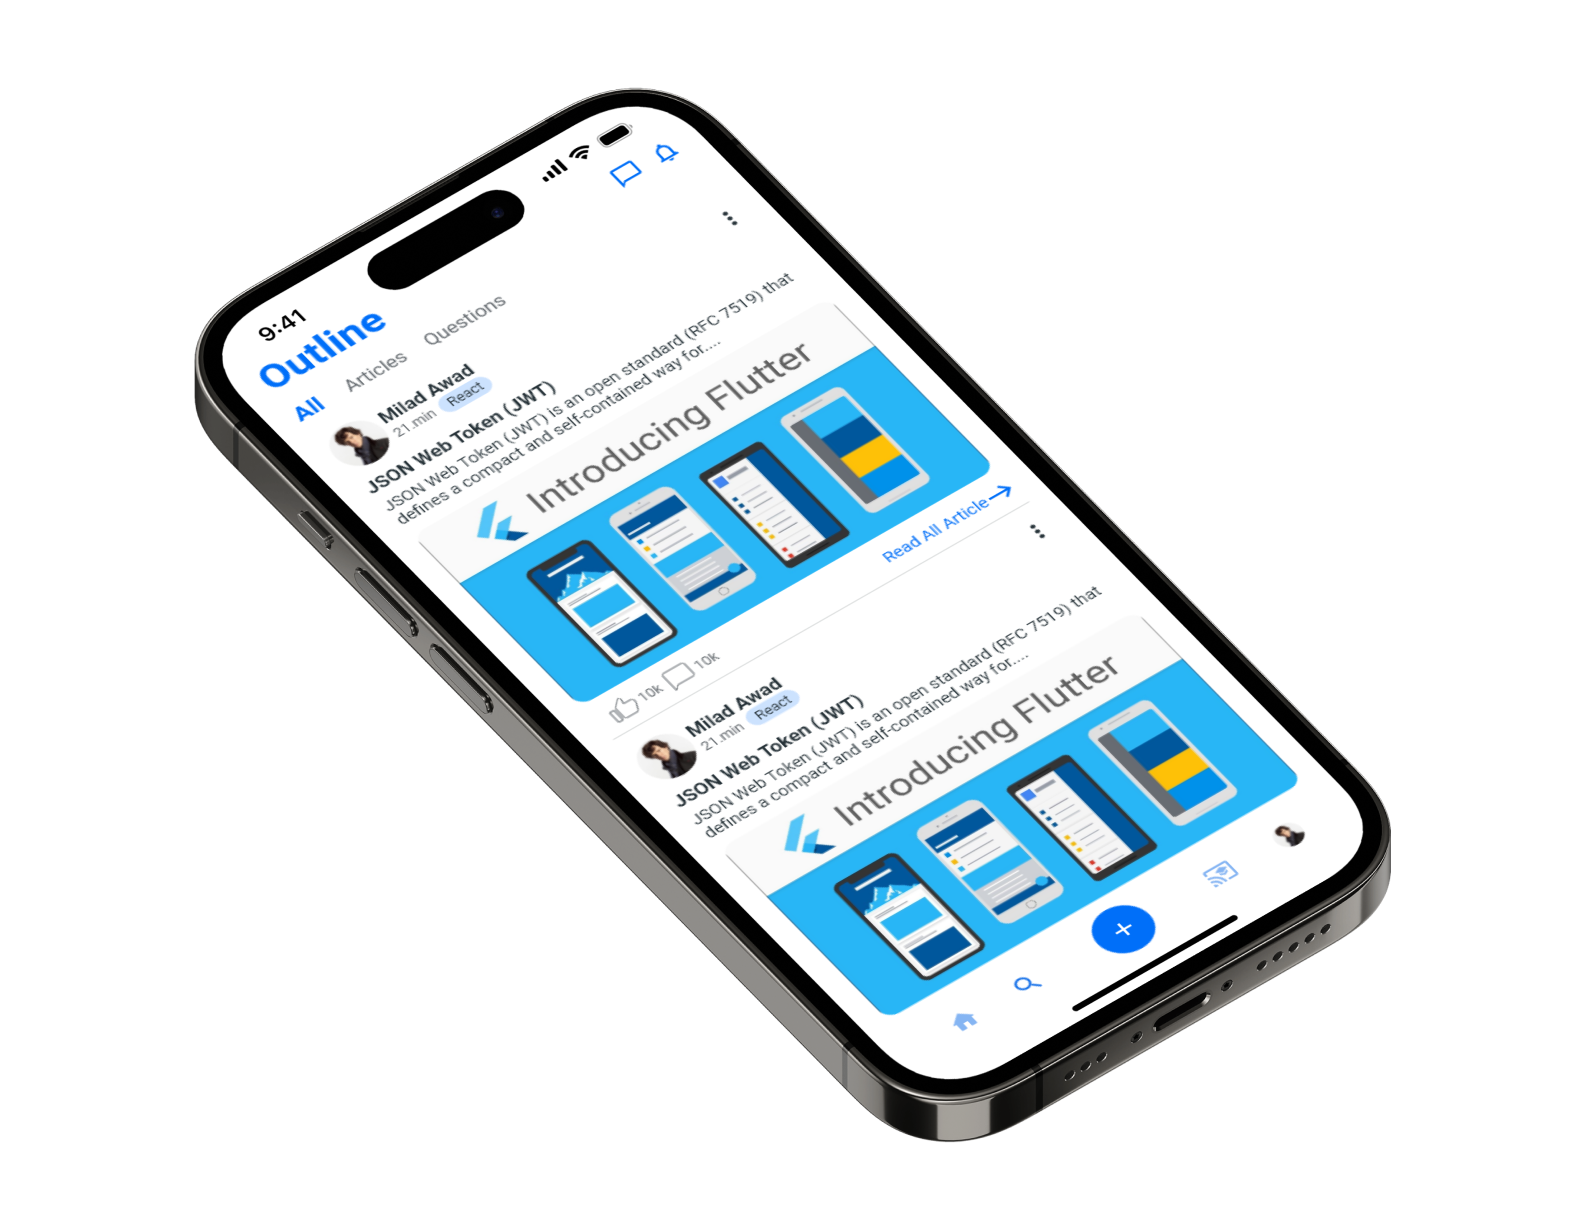 9:41
Outline
All Articles Questions
Milad Awad
21.min React
JSON Web Token (JWT)
JSON Web Token (JWT) is an open standard (RFC 7519) that
defines a compact and self-contained way for....
Introducing Flutter
Read All Article
10k 10k
Milad Awad
21.min React
JSON Web Token (JWT)
JSON Web Token (JWT) is an open standard (RFC 7519) that
defines a compact and self-contained way for....
Introducing Flutter